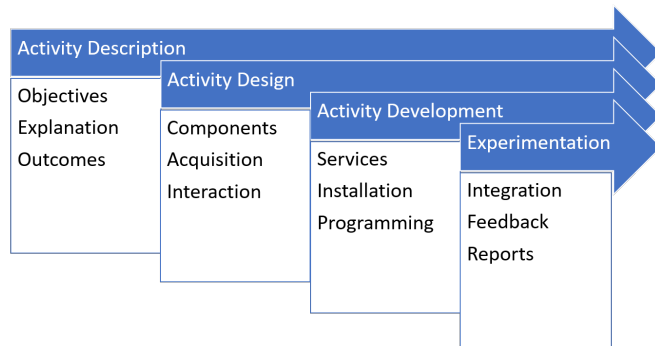 Activity Description
Objectives
Explanation
Outcomes
Activity Design
Components
Acquisition
Interaction
Activity Development
Services
Installation
Programming
Experimentation
Integration
Feedback
Reports